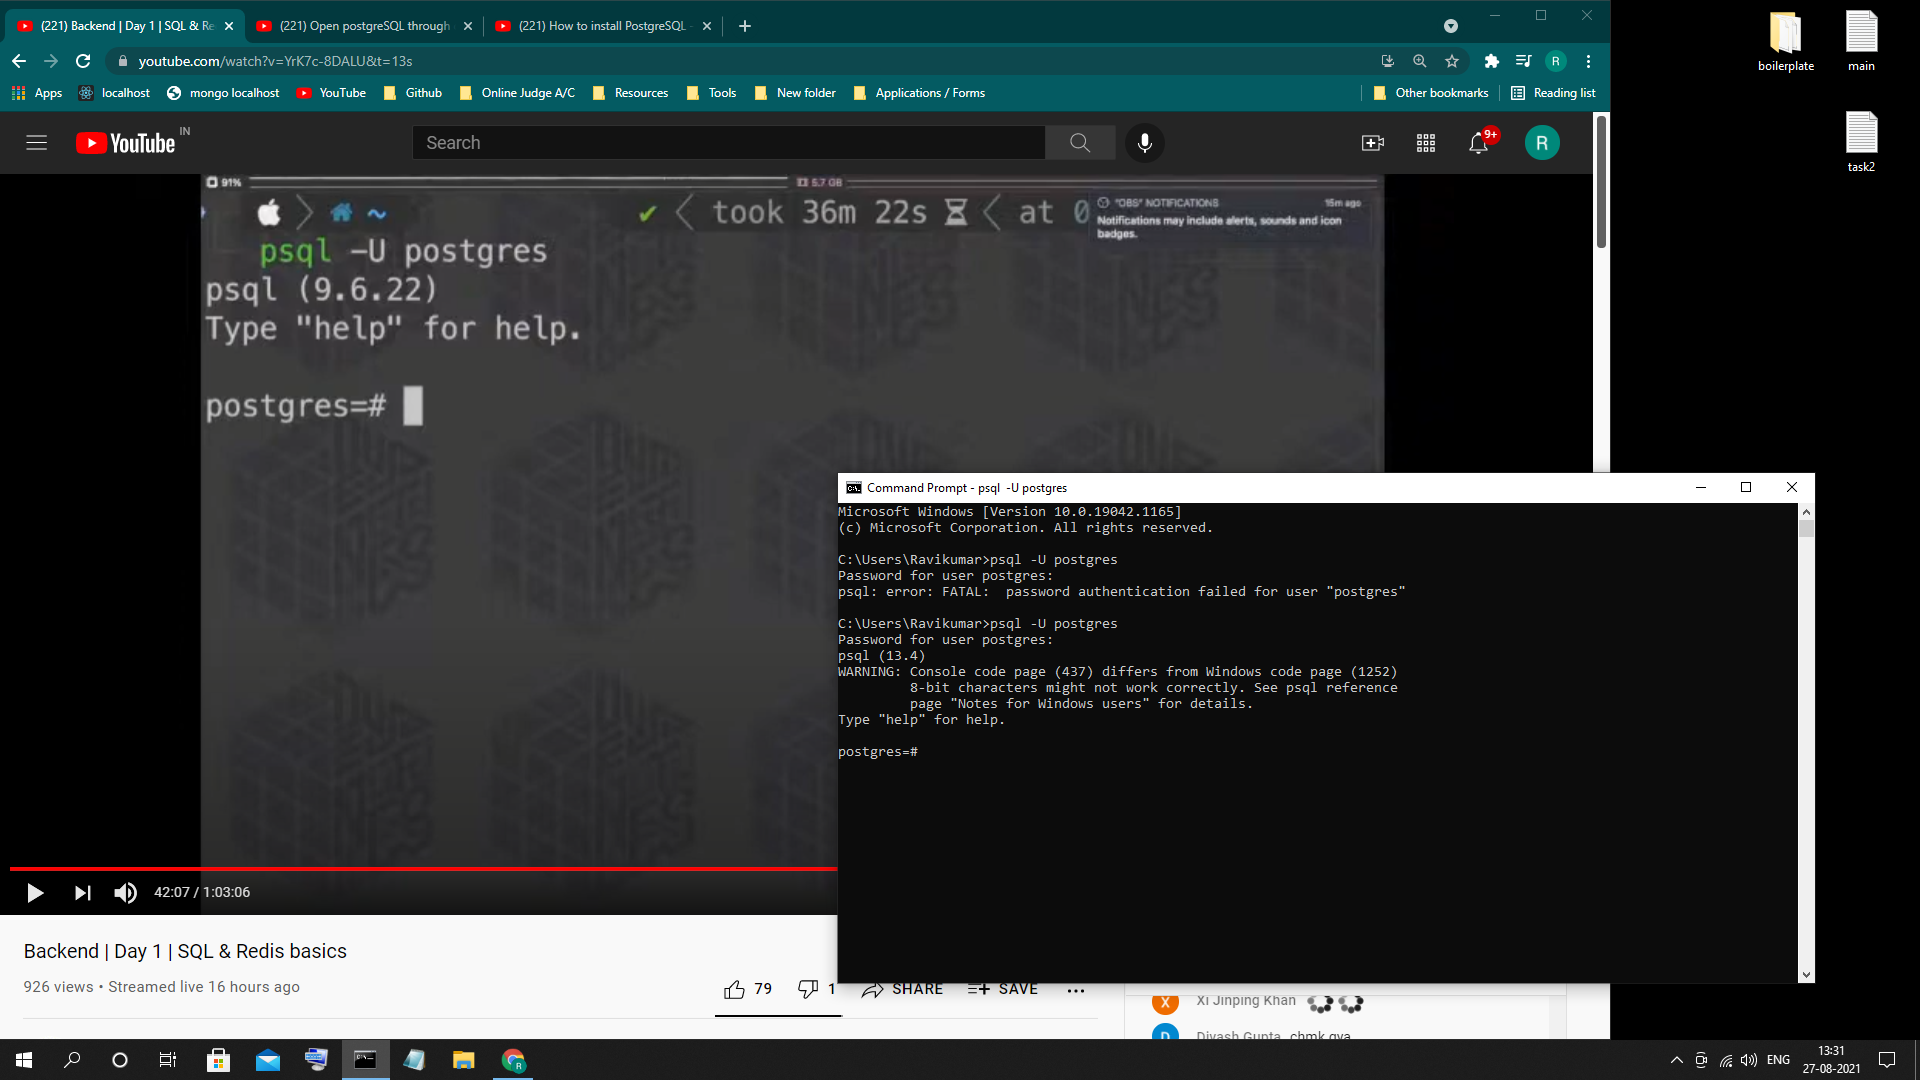 (221) Backend | Day 1 | SQL & Re
(221) Open postgreSQL through
(221) How to install PostgreSQL -
youtube.com/watch?v=YrK7c-8DALU&t=13s
R
Apps
localhost
mongo localhost
YouTube
Github
Online Judge A/C
Resources
Tools
New folder
Applications / Forms
Other bookmarks
Reading list
YouTube IN
Search
9+
R
91%
5.7 GB
~
took 36m 22s
at 0
"OBS" NOTIFICATIONS
15m ago
Notifications may include alerts, sounds and icon
badges.
psql -U postgres
psql (9.6.22)
Type "help" for help.
postgres=#
Command Prompt - psql  -U postgres
Microsoft Windows [Version 10.0.19042.1165]
(c) Microsoft Corporation. All rights reserved.
C:\Users\Ravikumar>psql -U postgres
Password for user postgres:
psql: error: FATAL:  password authentication failed for user "postgres"
C:\Users\Ravikumar>psql -U postgres
Password for user postgres:
psql (13.4)
WARNING: Console code page (437) differs from Windows code page (1252)
         8-bit characters might not work correctly. See psql reference
         page "Notes for Windows users" for details.
Type "help" for help.
postgres=#
42:07 / 1:03:06
Backend | Day 1 | SQL & Redis basics
926 views • Streamed live 16 hours ago
79
1
SHARE
SAVE
X
Xi Jinping Khan
D
Divash Gupta chmk gya
boilerplate
main
task2
ENG
13:31
27-08-2021